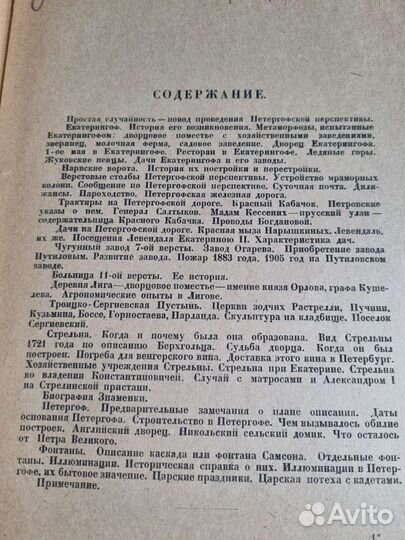 СОДЕРЖАНИЕ.
Простая случайность — повод проведения Петергофской перспективы.
Екатерингоф. История его возникновения. Метаморфозы, испытанные
Екатерингофом: дворцовое поместье с хозяйственными заведениями,
зверинец, молочная ферма, садовое заведение. Дворец Екатерингофа.
1-ое мая в Екатерингофе. Ресторан в Екатерингофе. Ледяные горы.
Жуковские певцы. Дачи Екатерингофа и его заводы.
Нарвские ворота. История их постройки и перестройки.
Верстовые столбы Петергофской перспективы. Устройство мраморных
колонн. Сообщение по Петергофской перспективе. Суточная почта. Дили-
жансы. Пароходство. Петергофская железная дорога.
Трактиры на Петергофской дороге. Красный Кабачок. Петровские
указы о нем. Генерал Салтыков. Мадам Кессених — прусский улан —
содержательница Красного Кабачка. Проводы Богдановой.
Дачи на Петергофской дороге. Красная мыза Нарышкиных. Левендаль,
их же. Посещения Левендаля Екатериною II. Характеристика дач.
Чугунный завод 7-ой версты. Завод Огарева. Приобретение завода
Путиловым. Развитие завода. Пожар 1883 года. 1905 год на Путиловском
заводе.
Больница 11-ой версты. Ее история.
Деревня Лига — дворцовое поместье — имение князя Орлова, графа Куше-
лева. Агрономические опыты в Лигове.
Троицко-Сергиевская Пустынь. Церкви зодчих Растрелли, Пучини,
Кузьмина, Боссе, Горностаева, Парланда. Скульптура на кладбище. Поселок
Сергиевский.
Стрельна. Когда и почему была она образована. Вид Стрельны
1721 года по описанию Берхгольца. Судьба дворца. Когда он был
построен. Погреба для венгерского вина. Доставка этого вина в Петербург.
Хозяйственные учреждения Стрельны. Стрельна при Екатерине. Стрельна
во владении Константиновичей. Случай с матросами и Александром I
на Стрелинской пристани.
Биография Знаменки.
Петергоф. Предварительные замечания о плане описания. Даты
основания Петергофа. Строительство в Петергофе. Чем вызывалось обилие
построек. Английский дворец. Никольский сельский домик. Что осталось
от Петра Великого.
Фонтаны. Описание каскада или фонтана Самсона. Отдельные фон-
таны. Иллюминации. Историческая справка о них. Иллюминации в Петер-
гофе, их бытовое значение. Царские праздники. Царская потеха с кадетами.
Примечание.
1*
Avito